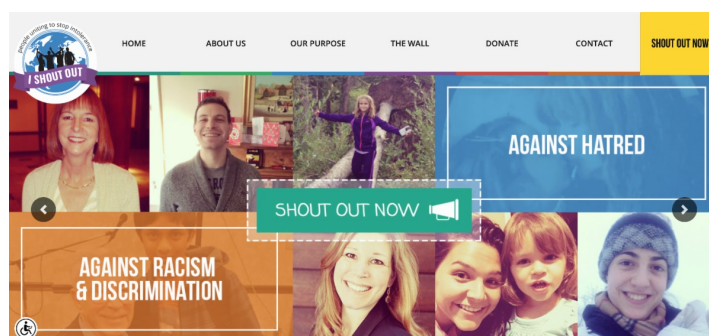 people uniting to stop intolerance
I SHOUT OUT
HOME
ABOUT US
OUR PURPOSE
THE WALL
DONATE
CONTACT
SHOUT OUT NOW
AGAINST HATRED
SHOUT OUT NOW
AGAINST RACISM
& DISCRIMINATION